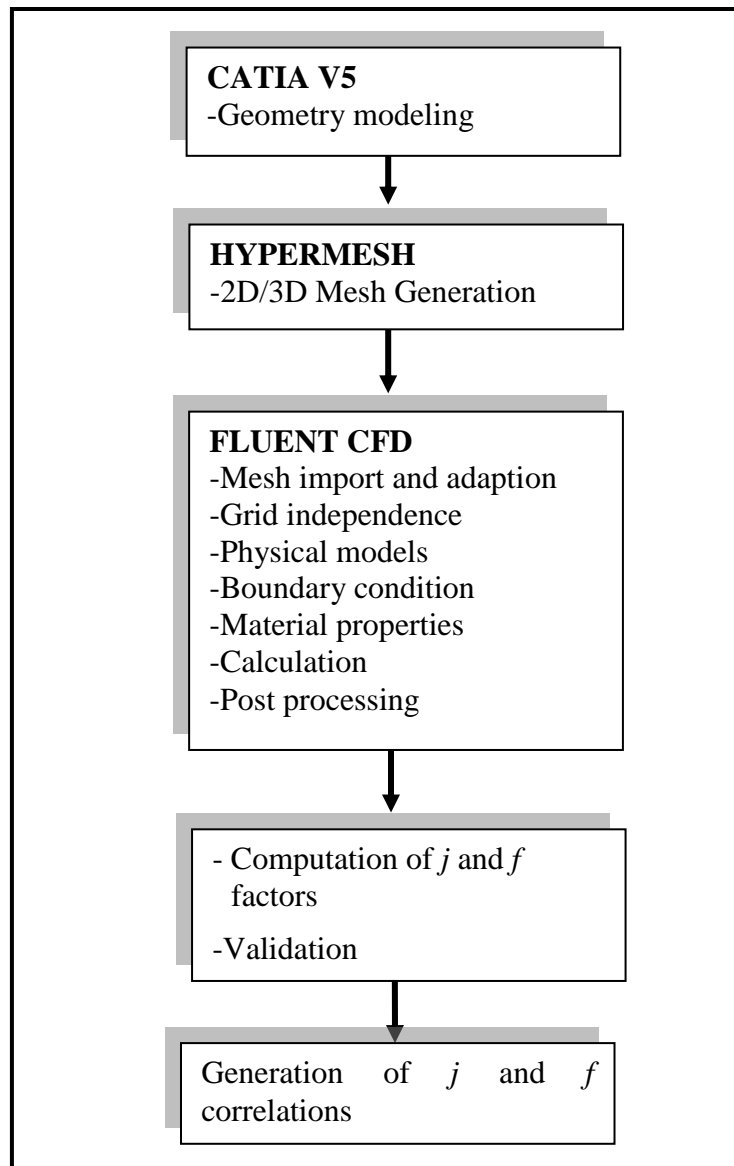 CATIA V5
-Geometry modeling
HYPERMESH
-2D/3D Mesh Generation
FLUENT CFD
-Mesh import and adaption
-Grid independence
-Physical models
-Boundary condition
-Material properties
-Calculation
-Post processing
- Computation of j and f
factors
-Validation
Generation of j and f
correlations